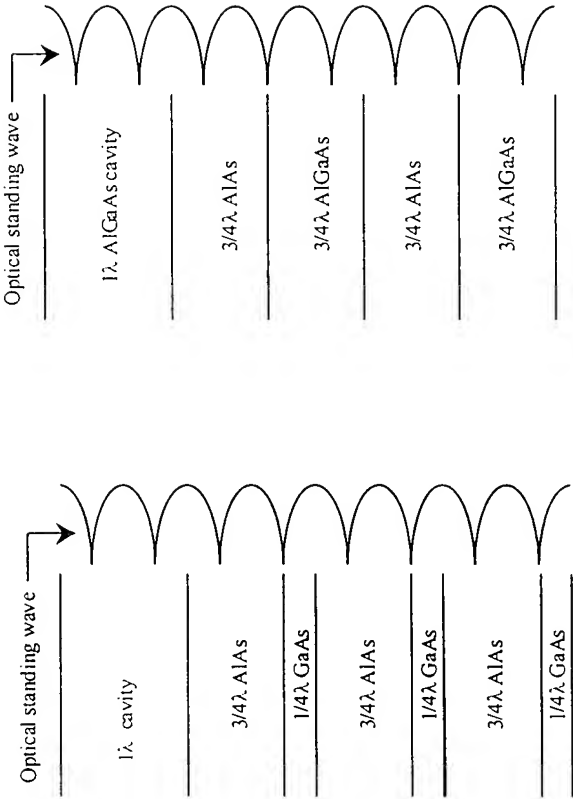 Optical standing wave
1λ AlGaAs cavity
3/4λ AlAs
3/4λ AlGaAs
3/4λ AlAs
3/4λ AlGaAs
Optical standing wave
1λ cavity
3/4λ AlAs
1/4λ GaAs
3/4λ AlAs
1/4λ GaAs
3/4λ AlAs
1/4λ GaAs